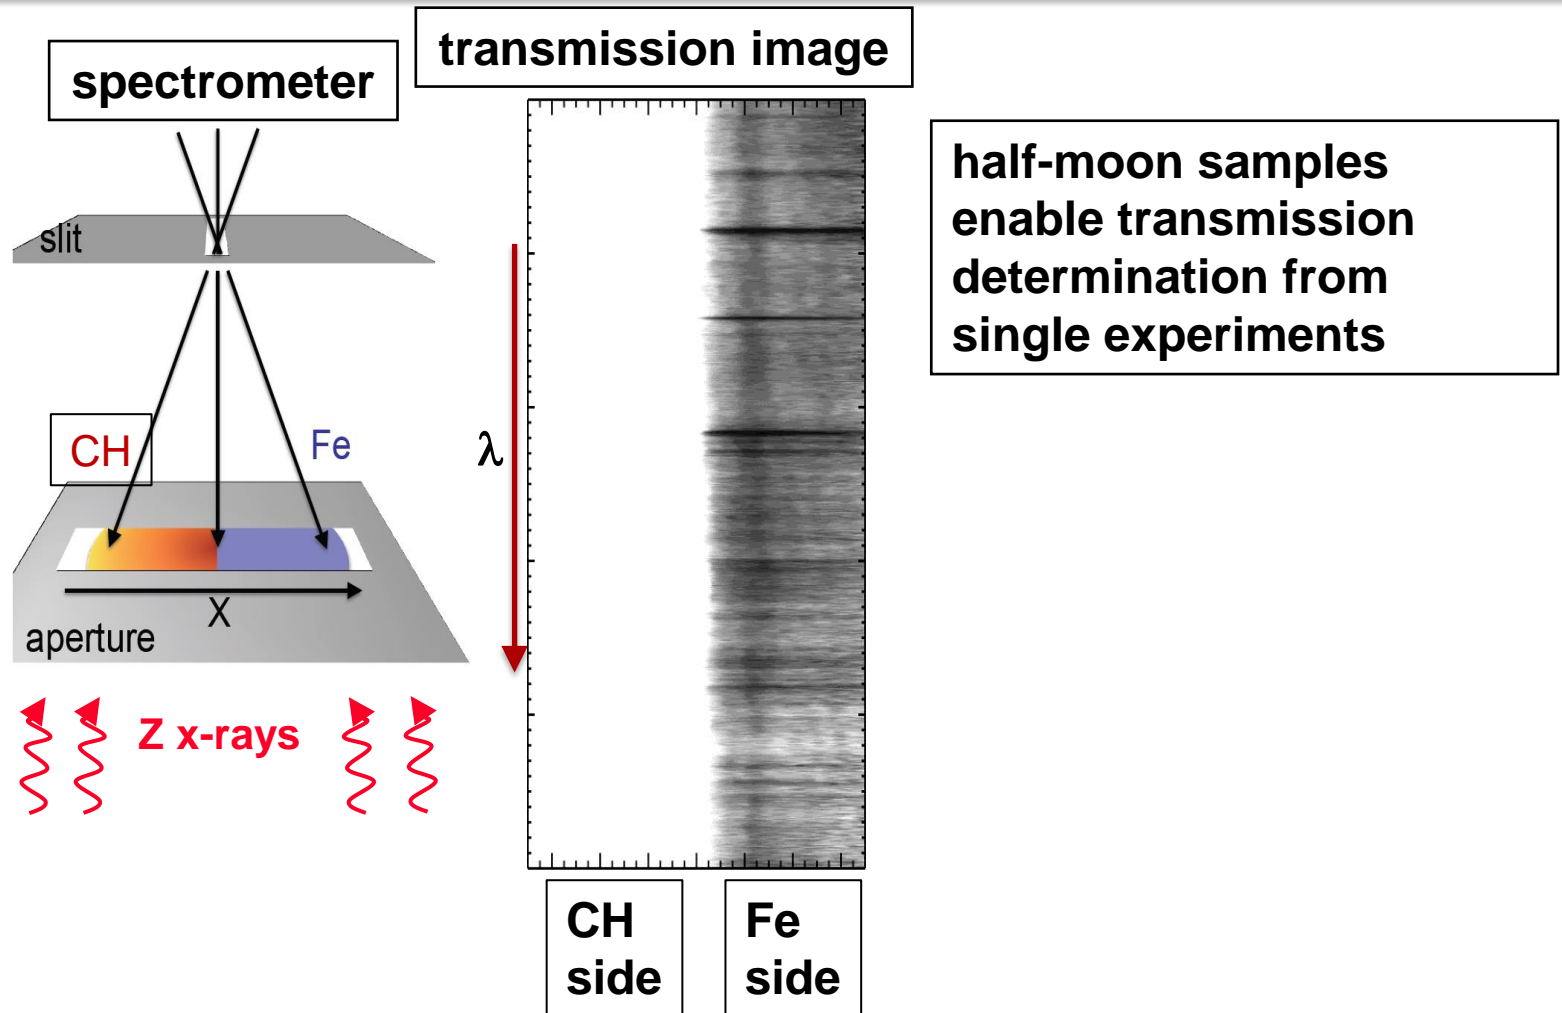 spectrometer
transmission image
half-moon samples
enable transmission
determination from
single experiments
slit
CH
Fe
λ
X
aperture
Z x-rays
CH
side
Fe
side